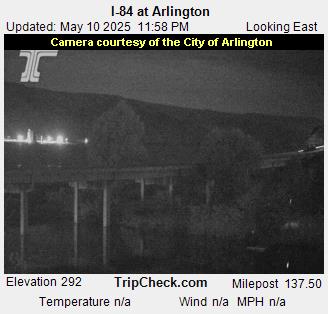 I-84 at Arlington
Updated: May 10 2025 11:58 PM Looking East
Camera courtesy of the City of Arlington
Elevation 292 TripCheck.com Milepost 137.50
Temperature n/a Wind n/a MPH n/a